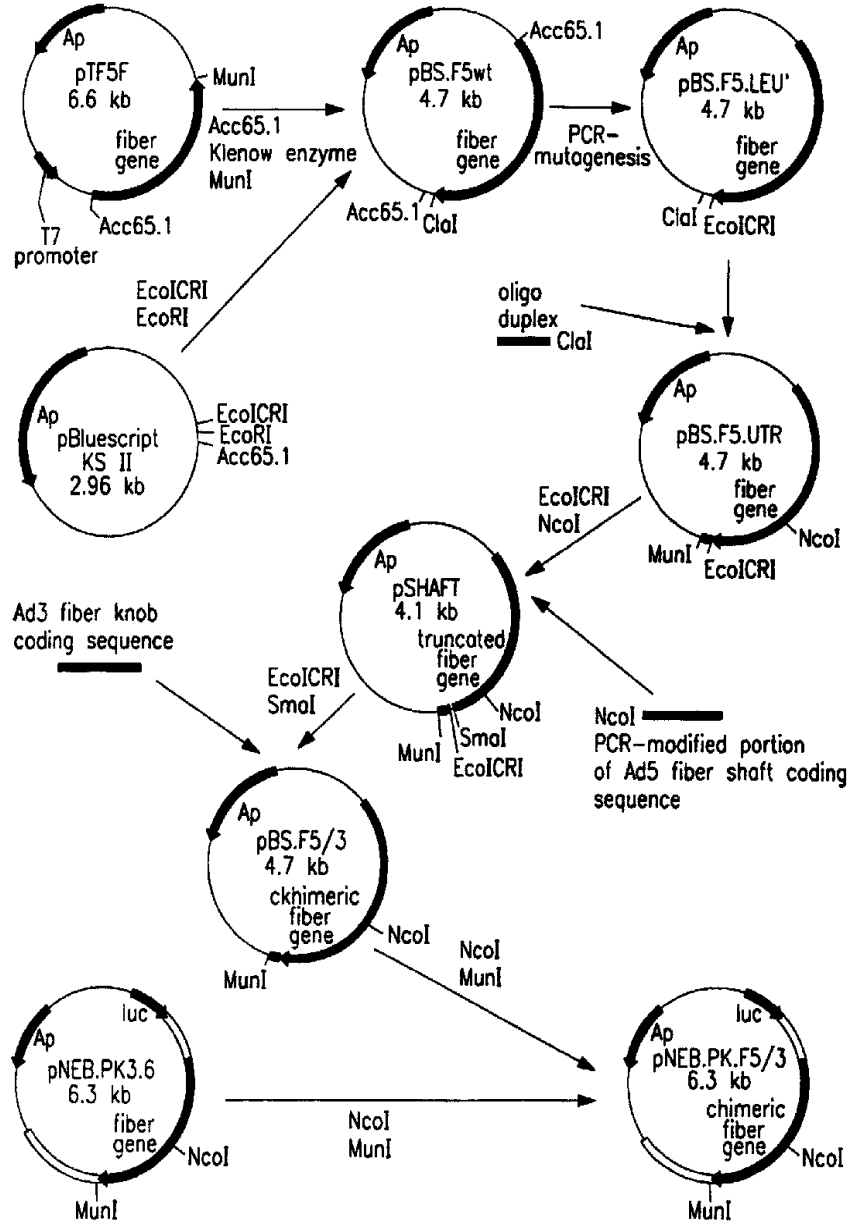 Ap
pTF5F
6.6 kb
fiber
gene
MunI
Acc65.1
T7
promoter
Acc65.1
Klenow enzyme
MunI
Ap
pBS.F5wt
4.7 kb
fiber
gene
Acc65.1
Acc65.1
ClaI
PCR-
mutagenesis
Ap
pBS.F5.LEU'
4.7 kb
fiber
gene
ClaI
EcoICRI
EcoICRI
EcoRI
oligo
duplex
ClaI
Ap
pBluescript
KS II
2.96 kb
EcoICRI
EcoRI
Acc65.1
Ap
pBS.F5.UTR
4.7 kb
fiber
gene
NcoI
MunI
EcoICRI
EcoICRI
NcoI
Ap
pSHAFT
4.1 kb
truncated
fiber
gene
NcoI
SmaI
MunI
EcoICRI
Ad3 fiber knob
coding sequence
EcoICRI
SmaI
NcoI
PCR-modified portion
of Ad5 fiber shaft coding
sequence
Ap
pBS.F5/3
4.7 kb
ckhimeric
fiber
gene
NcoI
MunI
NcoI
MunI
luc
Ap
pNEB.PK3.6
6.3 kb
fiber
gene
NcoI
MunI
NcoI
MunI
luc
Ap
pNEB.PK.F5/3
6.3 kb
chimeric
fiber
gene
NcoI
MunI